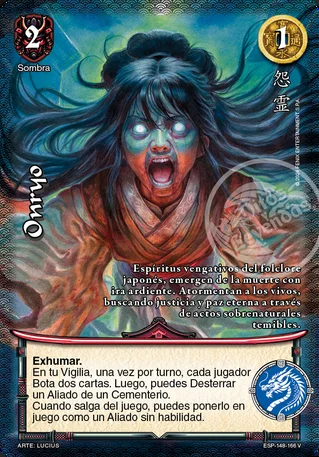 2
Sombra
1
怨
霊
Onryo
Espíritus vengativos del folclore
japonés, emergen de la muerte con
ira ardiente. Atormentan a los vivos,
buscando justicia y paz eterna a través
de actos sobrenaturales
temibles.
Exhumar.
En tu Vigilia, una vez por turno, cada jugador
Bota dos cartas. Luego, puedes Desterrar
un Aliado de un Cementerio.
Cuando salga del juego, puedes ponerlo en
juego como un Aliado sin habilidad.
ARTE: LUCIUS
ESP-148-166 V